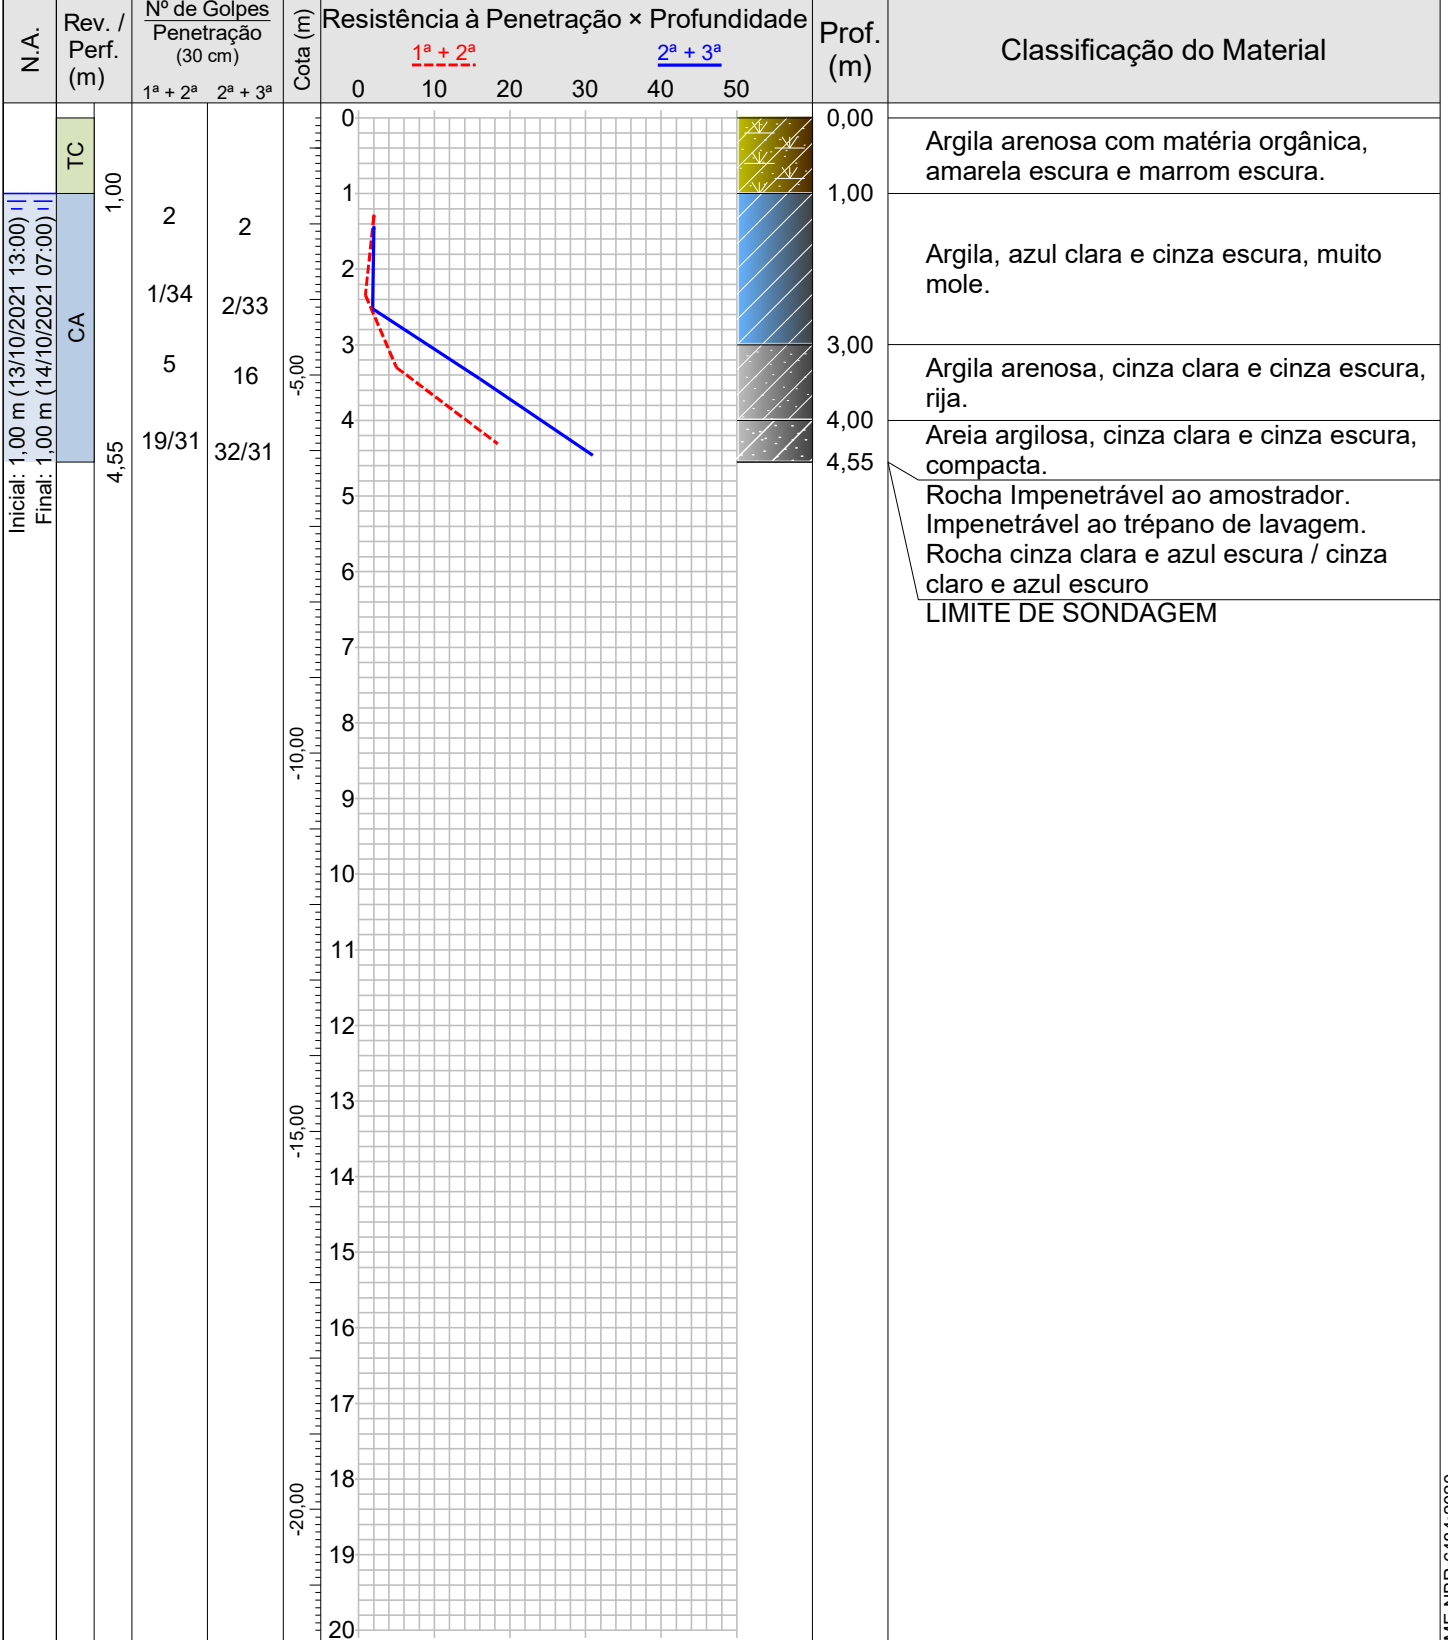 N.A.
Rev. /
Perf.
(m)
Nº de Golpes
Penetração
(30 cm)
1ª + 2ª 2ª + 3ª
Cota (m)
Resistência à Penetração × Profundidade
1ª + 2ª 2ª + 3ª
0 10 20 30 40 50
Prof.
(m)
Classificação do Material
Inicial: 1,00 m (13/10/2021 13:00)
Final: 1,00 m (14/10/2021 07:00)
TC
CA
1,00
4,55
2 2
1/34 2/33
5 16
19/31 32/31
-5,00
-10,00
-15,00
-20,00
0
1
2
3
4
5
6
7
8
9
10
11
12
13
14
15
16
17
18
19
20
0,00
Argila arenosa com matéria orgânica,
amarela escura e marrom escura.
1,00
Argila, azul clara e cinza escura, muito
mole.
3,00
Argila arenosa, cinza clara e cinza escura,
rija.
4,00
Areia argilosa, cinza clara e cinza escura,
compacta.
4,55
Rocha Impenetrável ao amostrador.
Impenetrável ao trépano de lavagem.
Rocha cinza clara e azul escura / cinza
claro e azul escuro
LIMITE DE SONDAGEM